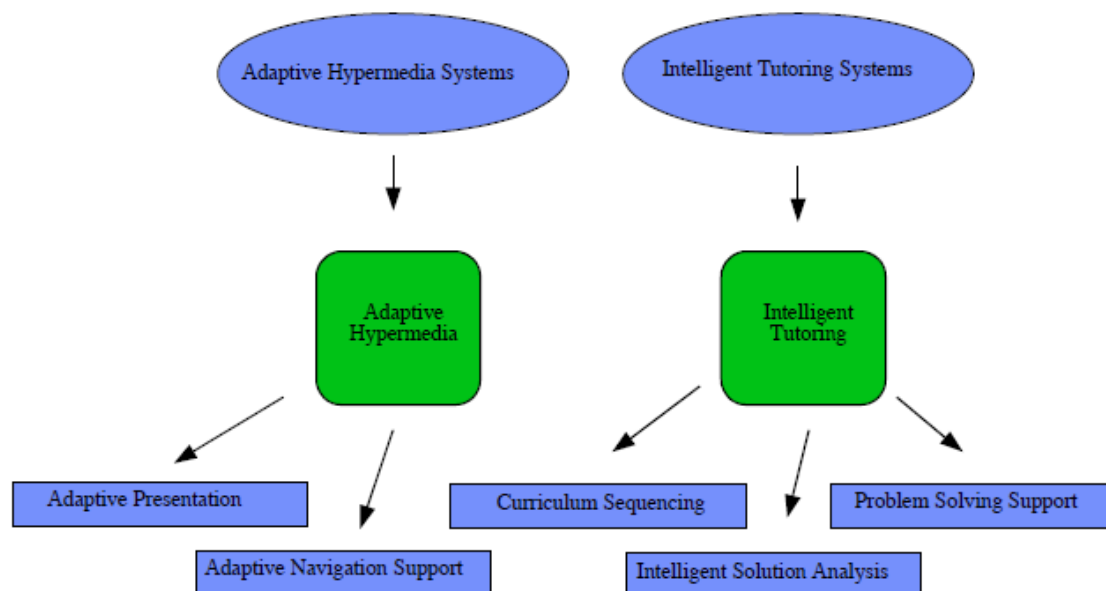 Adaptive Hypermedia Systems
Intelligent Tutoring Systems
Adaptive
Hypermedia
Intelligent
Tutoring
Adaptive Presentation
Curriculum Sequencing
Problem Solving Support
Adaptive Navigation Support
Intelligent Solution Analysis